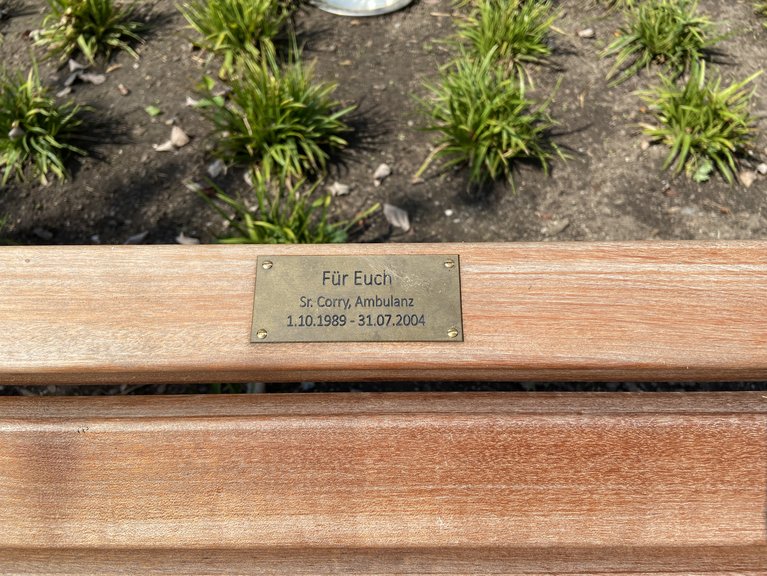 Für Euch
Sr. Corry, Ambulanz
1.10.1989 - 31.07.2004